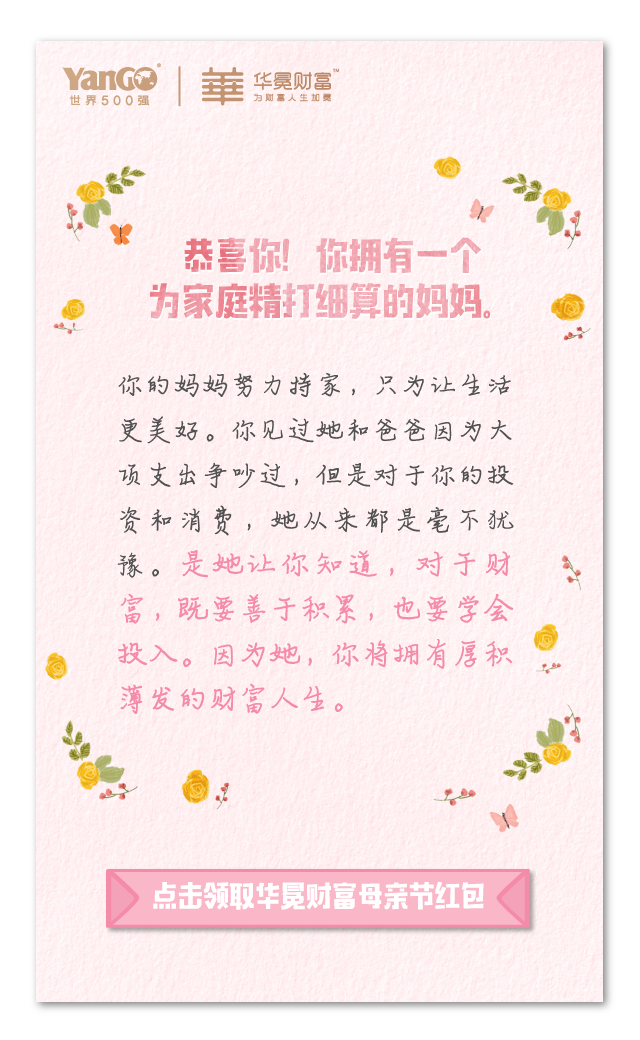 YanGO
世界500强
華
华冕财富™
为财富人生加冕
恭喜你！你拥有一个
为家庭精打细算的妈妈。
你的妈妈努力持家，只为让生活
更美好。你见过她和爸爸因为大
项支出争吵过，但是对于你的投
资和消费，她从来都是毫不犹
豫。是她让你知道，对于财
富，既要善于积累，也要学会
投入。因为她，你将拥有厚积
薄发的财富人生。
点击领取华冕财富母亲节红包